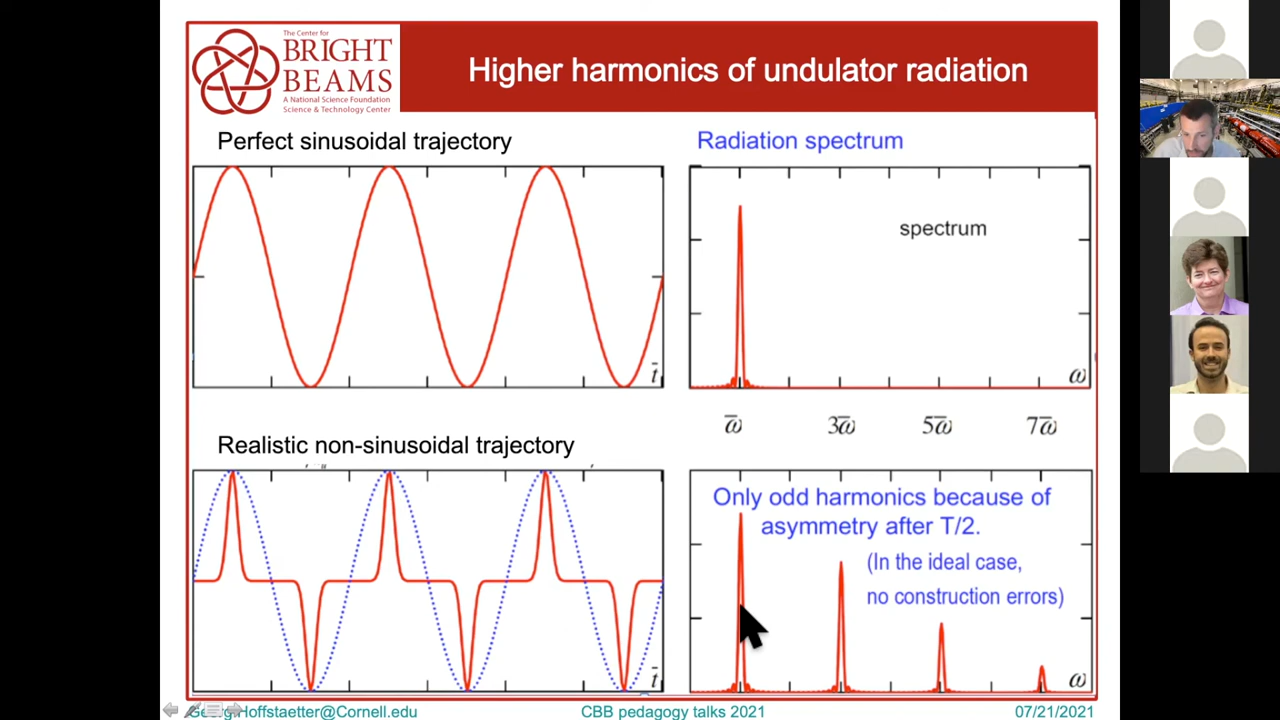 The Center for
BRIGHT
BEAMS
A National Science Foundation
Science & Technology Center
Higher harmonics of undulator radiation
Perfect sinusoidal trajectory
Radiation spectrum
spectrum
t̄
ω
ω̄
3ω̄
5ω̄
7ω̄
Realistic non-sinusoidal trajectory
Only odd harmonics because of
asymmetry after T/2.
(In the ideal case,
no construction errors)
t̄
ω
Georg.Hoffstaetter@Cornell.edu
CBB pedagogy talks 2021
07/21/2021